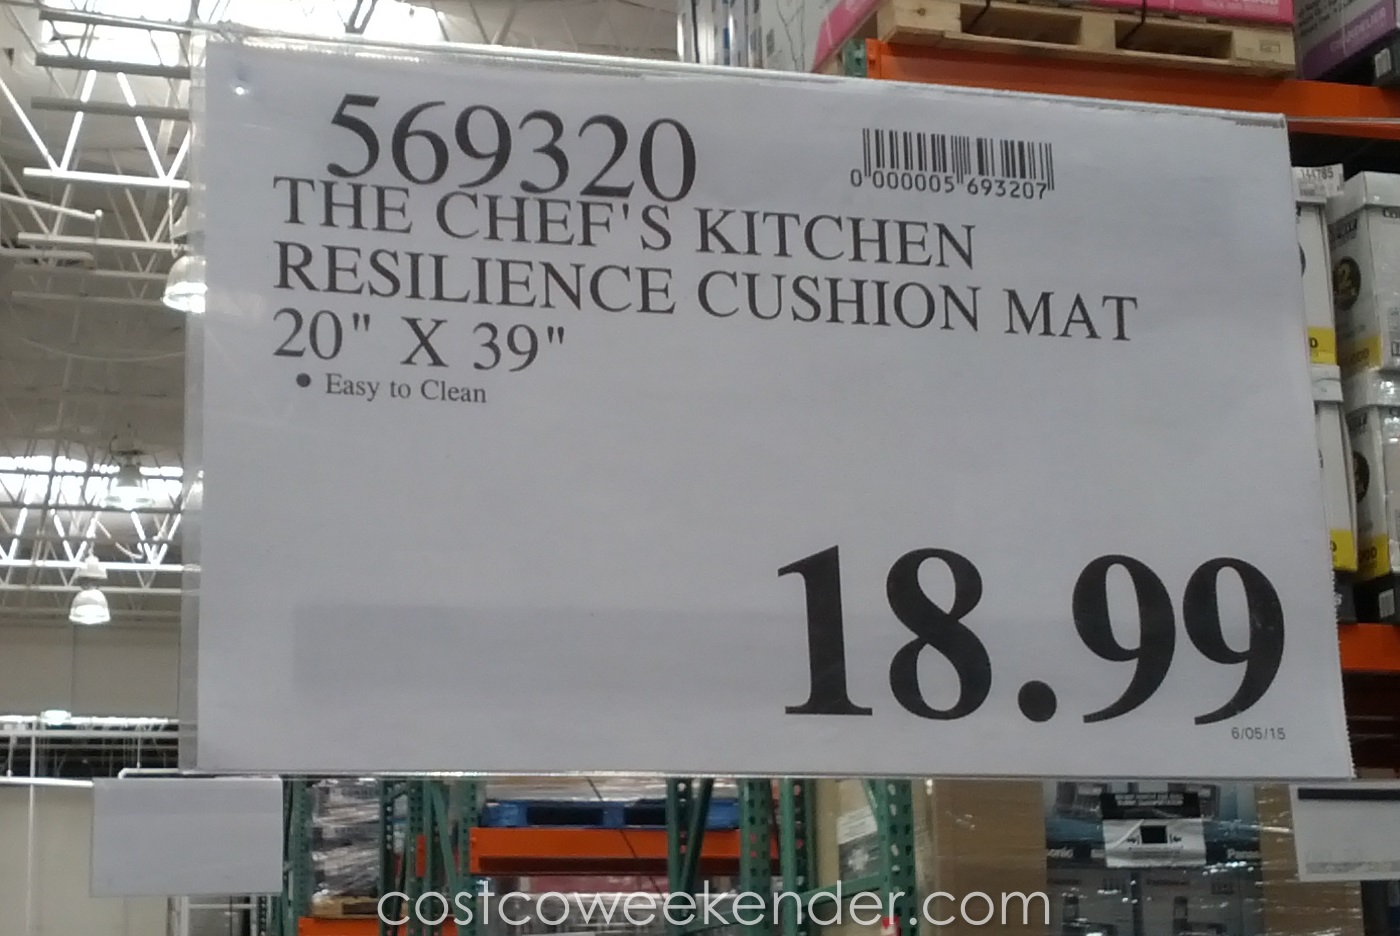 569320
0 000005 693207
THE CHEF'S KITCHEN
RESILIENCE CUSHION MAT
20" X 39"
• Easy to Clean
18.99
6/05/15
costcoweekender.com